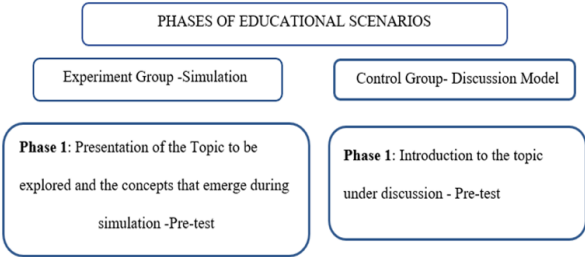 PHASES OF EDUCATIONAL SCENARIOS
Experiment Group -Simulation
Control Group- Discussion Model
Phase 1: Presentation of the Topic to be
explored and the concepts that emerge during
simulation -Pre-test
Phase 1: Introduction to the topic
under discussion - Pre-test